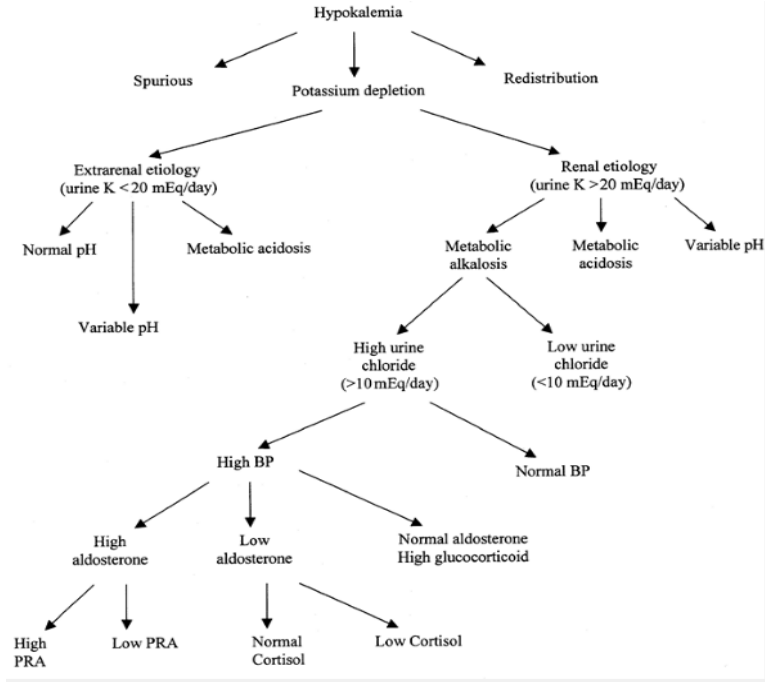 Hypokalemia
Spurious
Potassium depletion
Redistribution
Extrarenal etiology
(urine K <20 mEq/day)
Renal etiology
(urine K >20 mEq/day)
Normal pH
Metabolic acidosis
Variable pH
Metabolic
alkalosis
Metabolic
acidosis
Variable pH
High urine
chloride
(>10 mEq/day)
Low urine
chloride
(<10 mEq/day)
High BP
Normal BP
High
aldosterone
Low
aldosterone
Normal aldosterone
High glucocorticoid
High
PRA
Low PRA
Normal
Cortisol
Low Cortisol